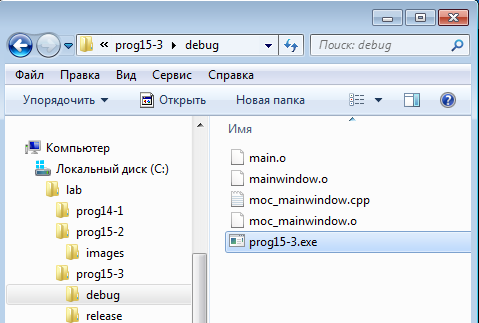 « prog15-3 debug Поиск: debug
Файл Правка Вид Сервис Справка
Упорядочить Открыть Новая папка
Имя
Компьютер
Локальный диск (C:)
lab
prog14-1
prog15-2
images
prog15-3
debug
release
main.o
mainwindow.o
moc_mainwindow.cpp
moc_mainwindow.o
prog15-3.exe